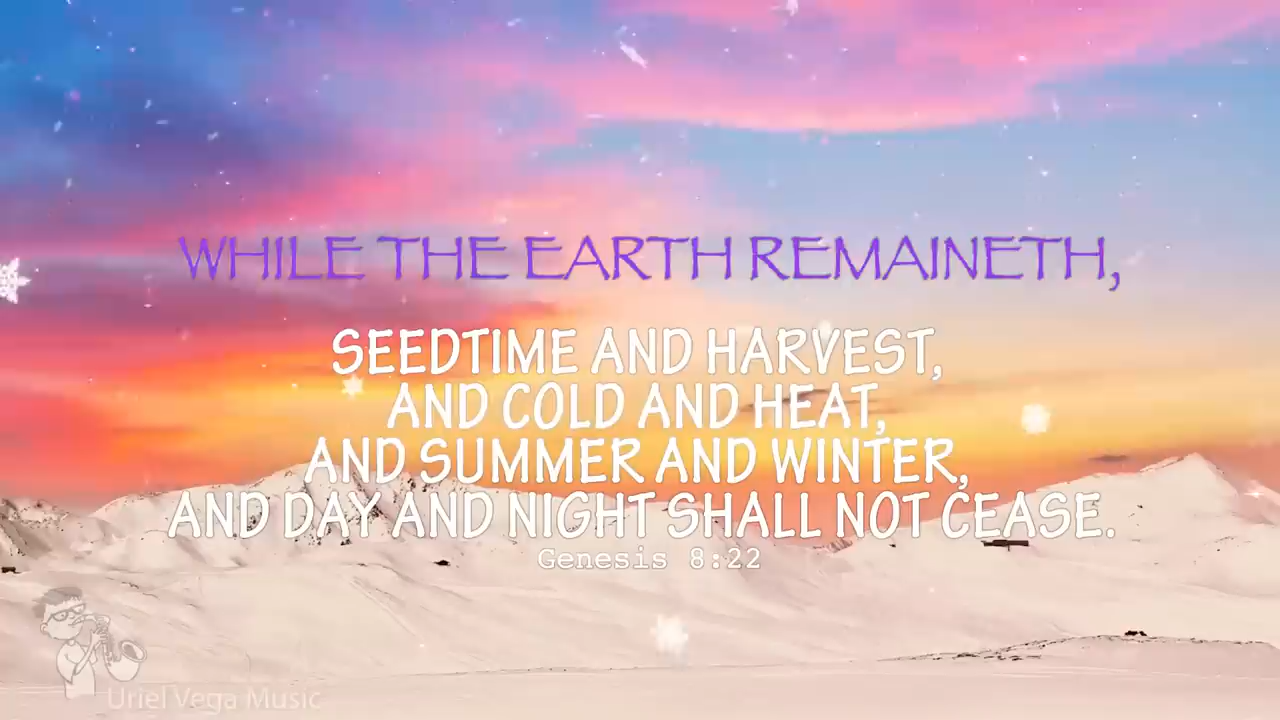 WHILE THE EARTH REMAINETH,
SEEDTIME AND HARVEST,
AND COLD AND HEAT,
AND SUMMER AND WINTER,
AND DAY AND NIGHT SHALL NOT CEASE.
Genesis 8:22
Uriel Vega Music